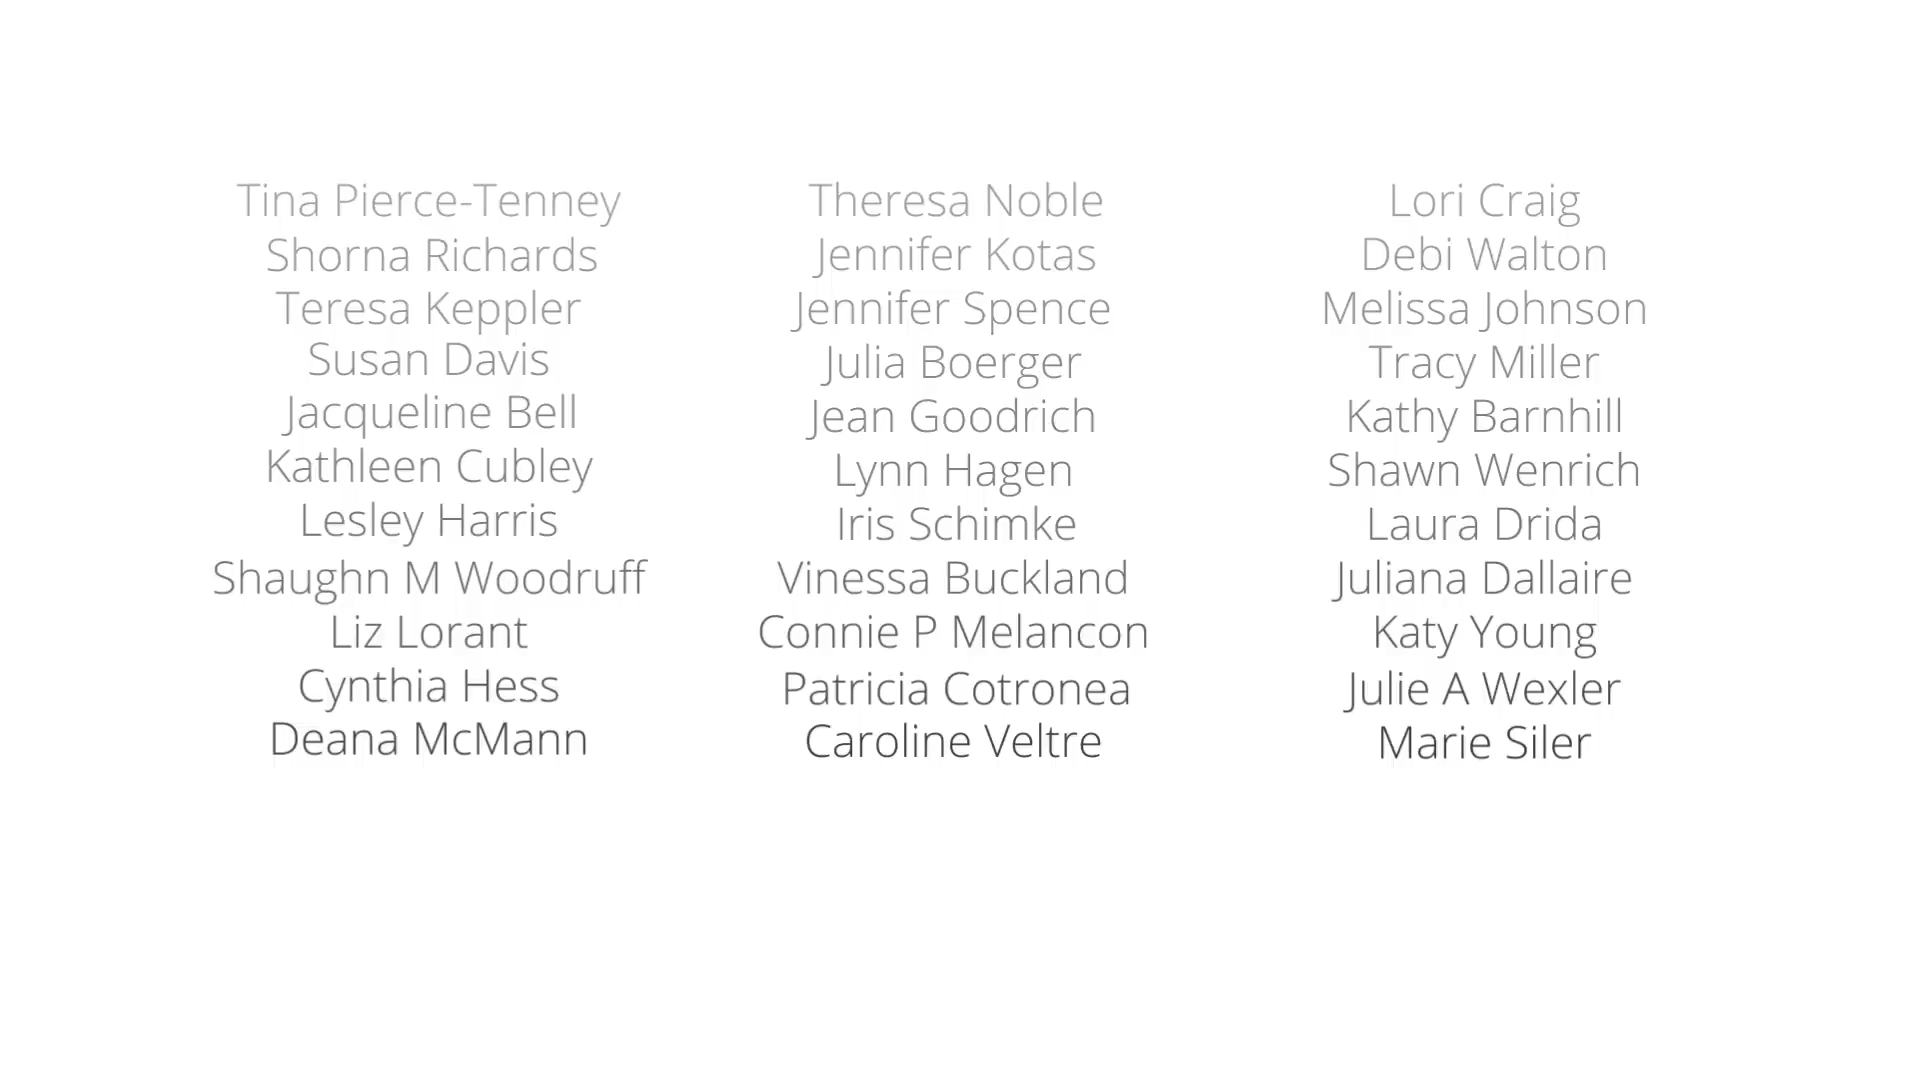 Tina Pierce-Tenney
Shorna Richards
Teresa Keppler
Susan Davis
Jacqueline Bell
Kathleen Cubley
Lesley Harris
Shaughn M Woodruff
Liz Lorant
Cynthia Hess
Deana McMann
Theresa Noble
Jennifer Kotas
Jennifer Spence
Julia Boerger
Jean Goodrich
Lynn Hagen
Iris Schimke
Vinessa Buckland
Connie P Melancon
Patricia Cotronea
Caroline Veltre
Lori Craig
Debi Walton
Melissa Johnson
Tracy Miller
Kathy Barnhill
Shawn Wenrich
Laura Drida
Juliana Dallaire
Katy Young
Julie A Wexler
Marie Siler